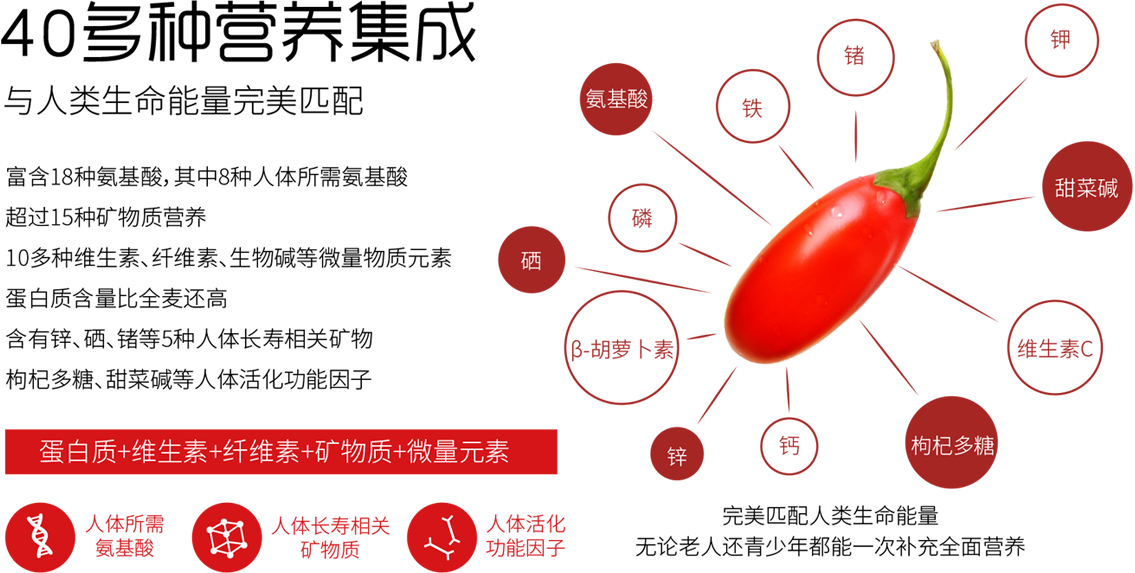 40多种营养集成
与人类生命能量完美匹配
富含18种氨基酸，其中8种人体所需氨基酸
超过15种矿物质营养
10多种维生素、纤维素、生物碱等微量物质元素
蛋白质含量比全麦还高
含有锌、硒、锗等5种人体长寿相关矿物
枸杞多糖、甜菜碱等人体活化功能因子
蛋白质+维生素+纤维素+矿物质+微量元素
人体所需
氨基酸
人体长寿相关
矿物质
人体活化
功能因子
钾
锗
氨基酸
铁
甜菜碱
磷
硒
β-胡萝卜素
维生素C
锌
钙
枸杞多糖
完美匹配人类生命能量
无论老人还青少年都能一次补充全面营养